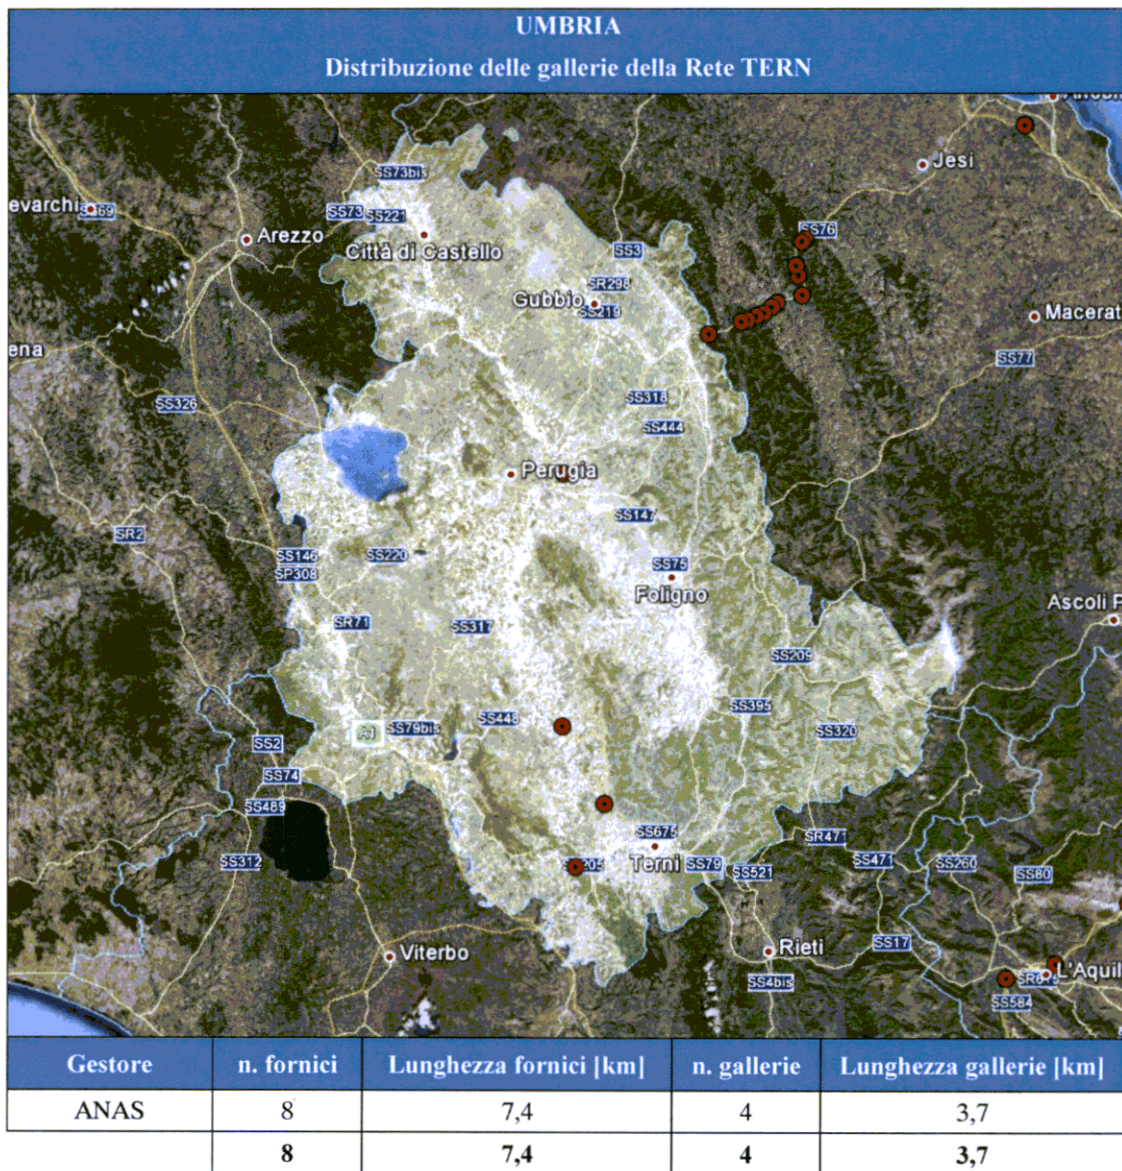 UMBRIA
Distribuzione delle gallerie della Rete TERN
Jesi
SS73bis
evarchi
SS73
SS221
Arezzo
Città di Castello
SS76
SS3
SR298
Gubbio
SS219
Macerat
ena
SS77
SS326
SS318
SS444
Perugia
SS147
SR2
SS146
SS220
SS75
SP308
Foligno
Ascoli P
SR71
SS317
SS209
SS395
SS448
SS79bis
A1
SS320
SS2
SS74
SS489
SS675
SR471
Terni
SS312
SS79
SS521
SS471
SS260
SS80
SS17
Viterbo
Rieti
L'Aquil
SS4bis
SS584
Gestore n. fornici Lunghezza fornici [km] n. gallerie Lunghezza gallerie [km]
ANAS 8 7,4 4 3,7
8 7,4 4 3,7